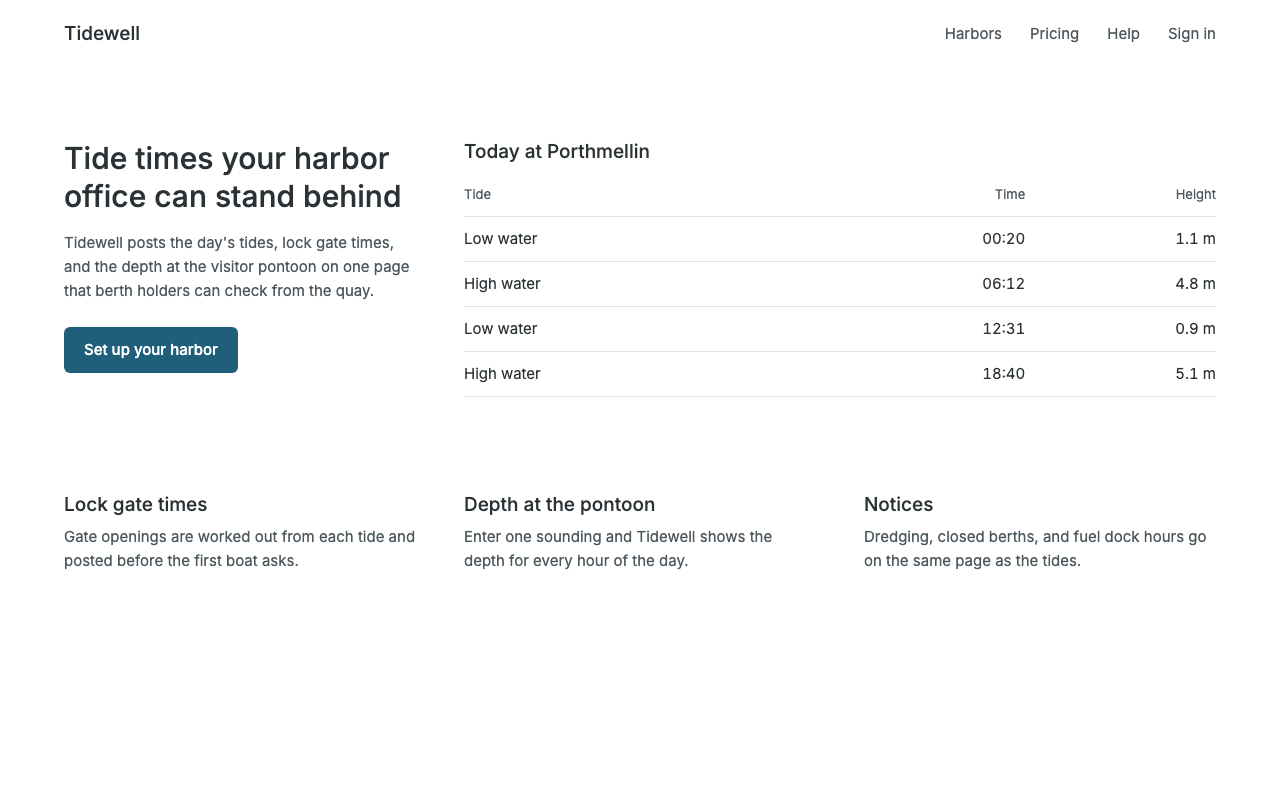 Tidewell
Harbors Pricing Help Sign in
Tide times your harbor
office can stand behind
Tidewell posts the day's tides, lock gate times,
and the depth at the visitor pontoon on one page
that berth holders can check from the quay.
Set up your harbor
Today at Porthmellin
Tide Time Height
Low water 00:20 1.1 m
High water 06:12 4.8 m
Low water 12:31 0.9 m
High water 18:40 5.1 m
Lock gate times
Gate openings are worked out from each tide and
posted before the first boat asks.
Depth at the pontoon
Enter one sounding and Tidewell shows the
depth for every hour of the day.
Notices
Dredging, closed berths, and fuel dock hours go
on the same page as the tides.